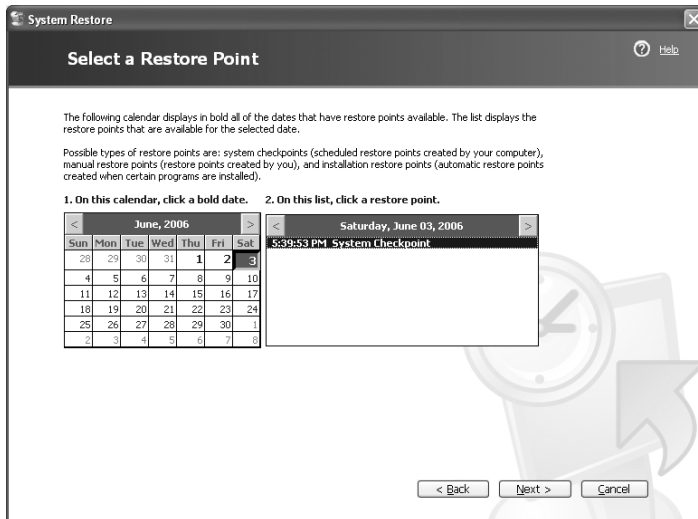 System Restore
Select a Restore Point
Help
The following calendar displays in bold all of the dates that have restore points available. The list displays the
restore points that are available for the selected date.
Possible types of restore points are: system checkpoints (scheduled restore points created by your computer),
manual restore points (restore points created by you), and installation restore points (automatic restore points
created when certain programs are installed).
1. On this calendar, click a bold date.
2. On this list, click a restore point.
< June, 2006 >
Sun Mon Tue Wed Thu Fri Sat
28 29 30 31 1 2 3
4 5 6 7 8 9 10
11 12 13 14 15 16 17
18 19 20 21 22 23 24
25 26 27 28 29 30 1
2 3 4 5 6 7 8
< Saturday, June 03, 2006 >
5:39:53 PM System Checkpoint
< Back
Next >
Cancel